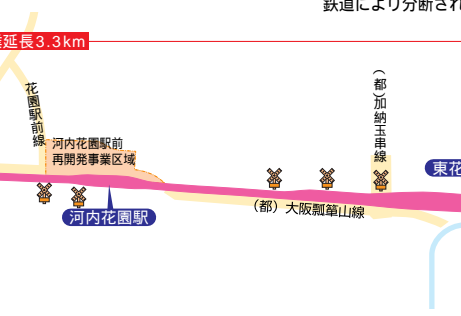 鉄道により分断され
延長3.3km
花園駅前線
(都)加納玉串線
河内花園駅前
再開発事業区域
東花
河内花園駅
(都)大阪瓢箪山線